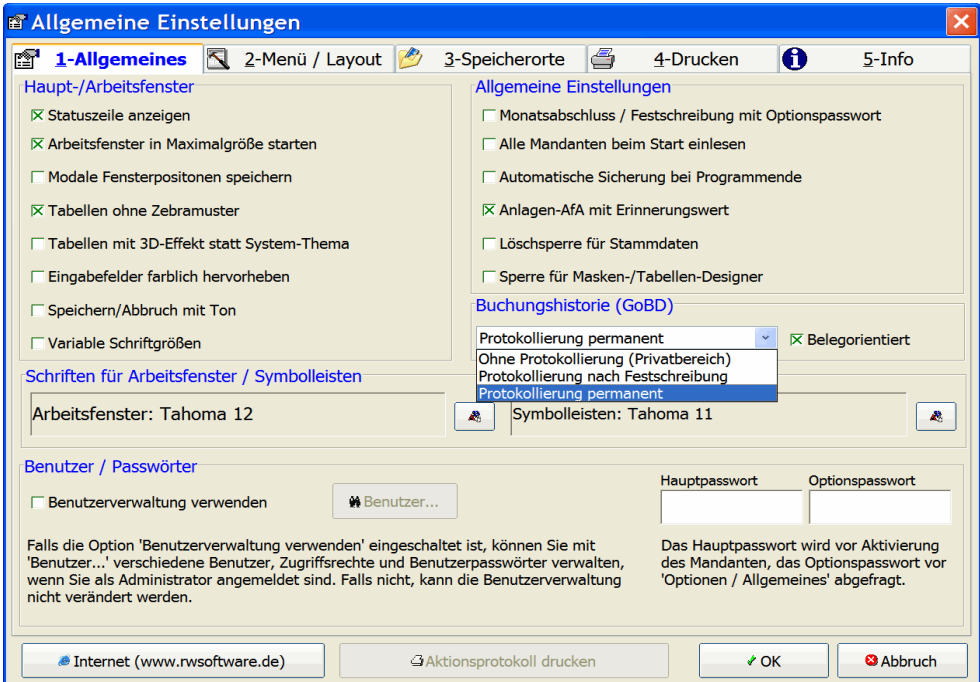 Allgemeine Einstellungen
1-Allgemeines
2-Menü / Layout
3-Speicherorte
4-Drucken
5-Info
Haupt-/Arbeitsfenster
Statuszeile anzeigen
Arbeitsfenster in Maximalgröße starten
Modale Fensterpositonen speichern
Tabellen ohne Zebramuster
Tabellen mit 3D-Effekt statt System-Thema
Eingabefelder farblich hervorheben
Speichern/Abbruch mit Ton
Variable Schriftgrößen
Allgemeine Einstellungen
Monatsabschluss / Festschreibung mit Optionspasswort
Alle Mandanten beim Start einlesen
Automatische Sicherung bei Programmende
Anlagen-AfA mit Erinnerungswert
Löschsperre für Stammdaten
Sperre für Masken-/Tabellen-Designer
Buchungshistorie (GoBD)
Protokollierung permanent
Belegorientiert
Ohne Protokollierung (Privatbereich)
Protokollierung nach Festschreibung
Protokollierung permanent
Schriften für Arbeitsfenster / Symbolleisten
Arbeitsfenster: Tahoma 12
Symbolleisten: Tahoma 11
Benutzer / Passwörter
Benutzerverwaltung verwenden
Benutzer...
Hauptpasswort
Optionspasswort
Falls die Option 'Benutzerverwaltung verwenden' eingeschaltet ist, können Sie mit
'Benutzer...' verschiedene Benutzer, Zugriffsrechte und Benutzerpasswörter verwalten,
wenn Sie als Administrator angemeldet sind. Falls nicht, kann die Benutzerverwaltung
nicht verändert werden.
Das Hauptpasswort wird vor Aktivierung
des Mandanten, das Optionspasswort vor
'Optionen / Allgemeines' abgefragt.
Internet (www.rwsoftware.de)
Aktionsprotokoll drucken
OK
Abbruch